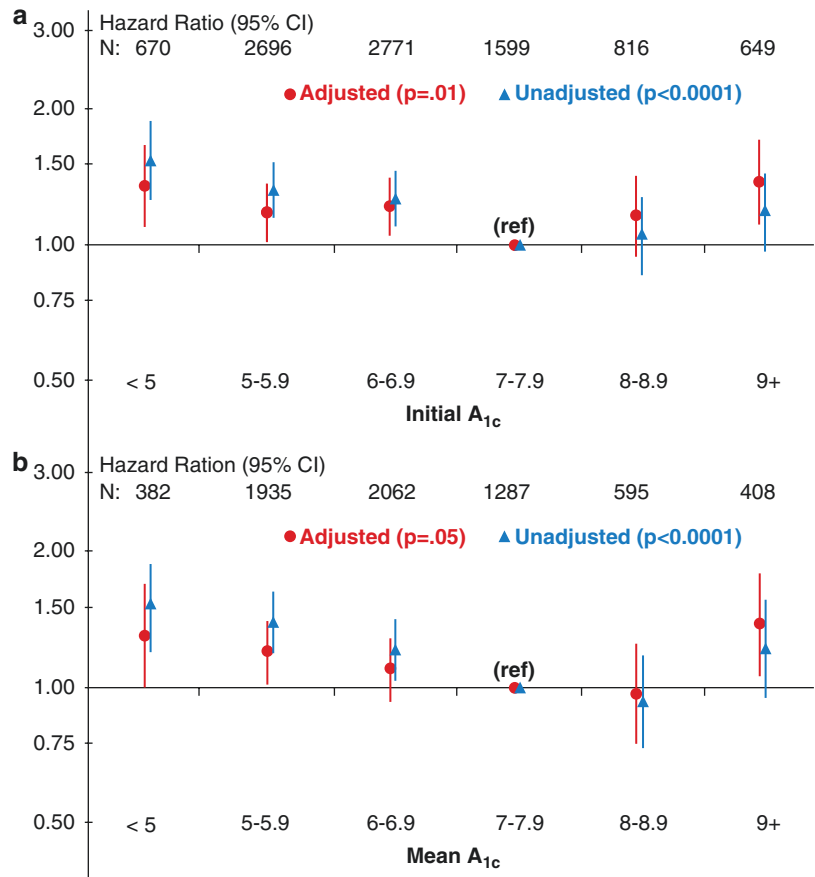 a
3.00
Hazard Ratio (95% CI)
N: 670 2696 2771 1599 816 649
2.00
Adjusted (p=.01) Unadjusted (p<0.0001)
1.50
(ref)
1.00
0.75
0.50
< 5 5-5.9 6-6.9 7-7.9 8-8.9 9+
Initial A1c
b
3.00
Hazard Ration (95% CI)
N: 382 1935 2062 1287 595 408
Adjusted (p=.05) Unadjusted (p<0.0001)
2.00
1.50
(ref)
1.00
0.75
0.50
< 5 5-5.9 6-6.9 7-7.9 8-8.9 9+
Mean A1c